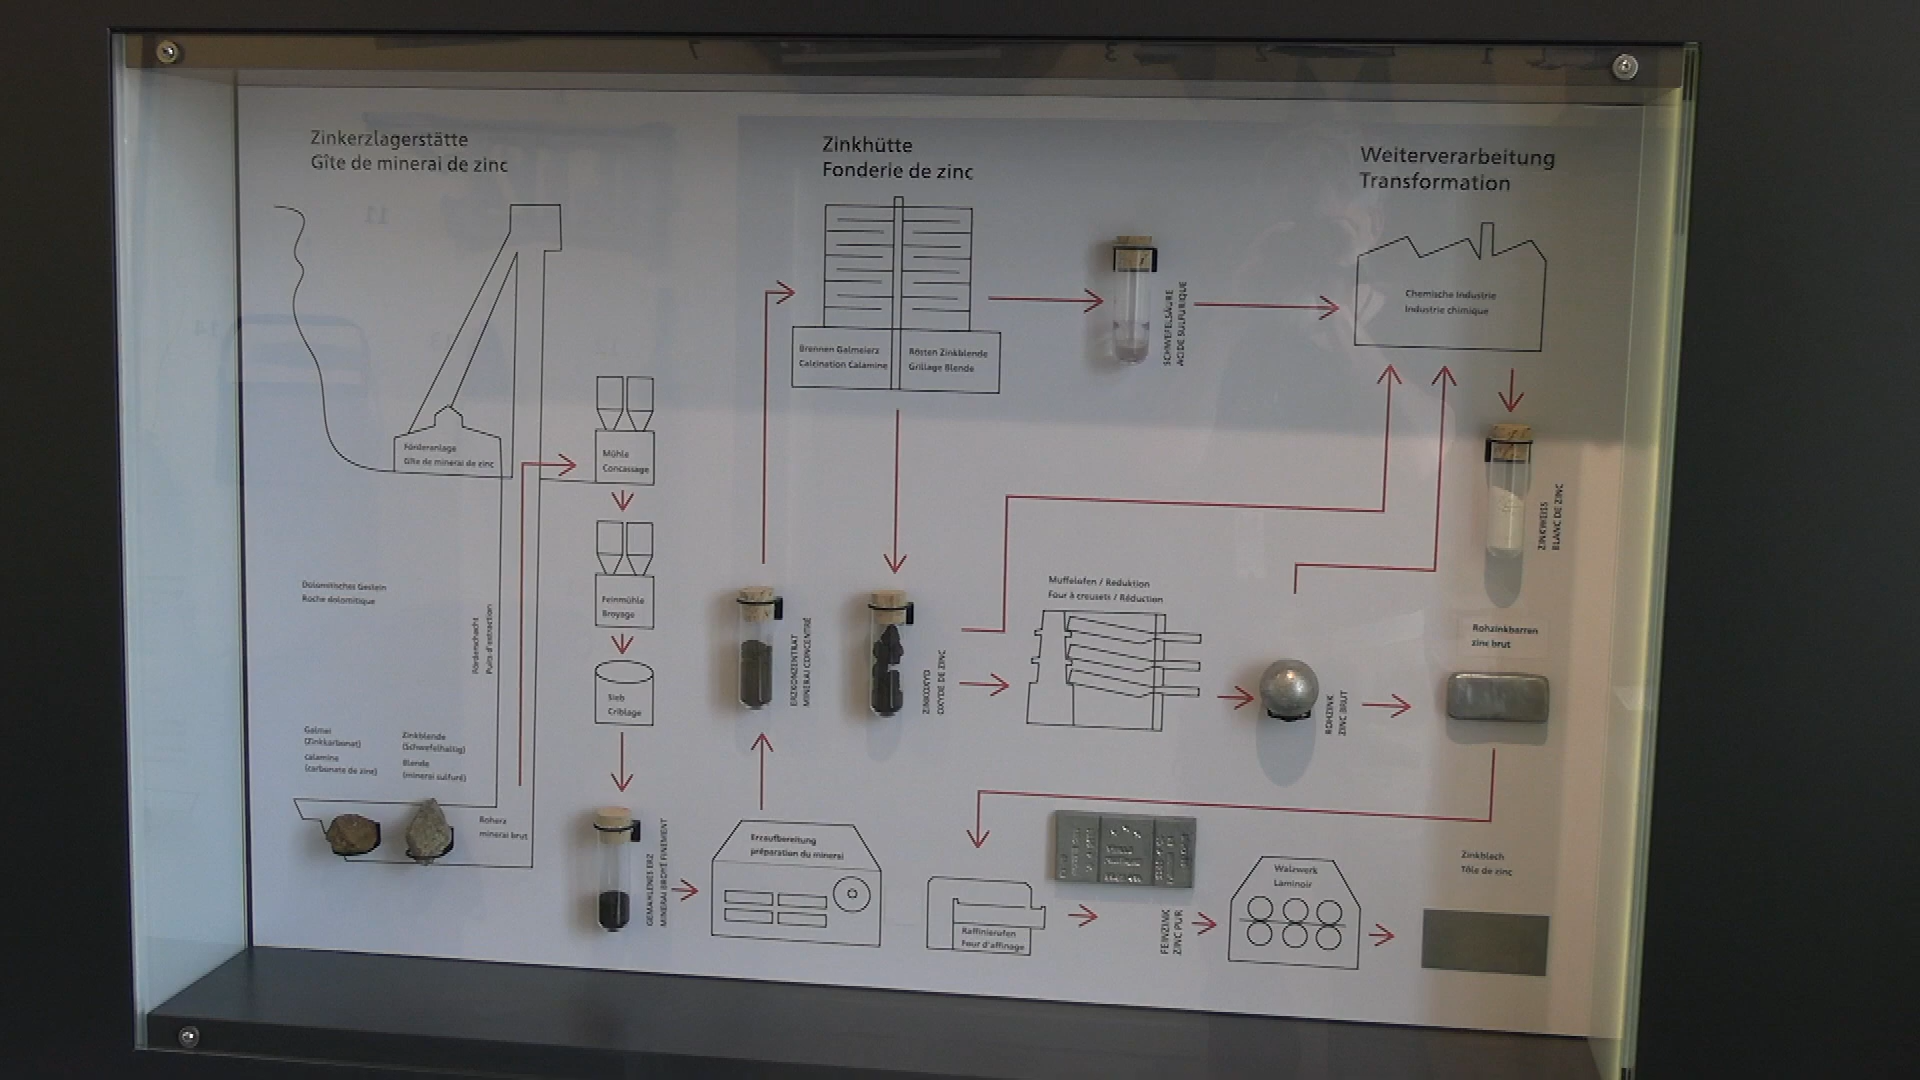 Zinkerzlagerstätte
Gîte de minerai de zinc
Zinkhütte
Fonderie de zinc
Weiterverarbeitung
Transformation
Förderanlage
Gîte de minerai de zinc
Dolomitisches Gestein
Roche dolomitique
Förderschacht
Puits d'extraction
Galmei
(Zinkkarbonat)
calamine
(carbonate de zinc)
Zinkblende
(Schwefelhaltig)
Blende
(minerai sulfuré)
Roherz
minerai brut
Mühle
Concassage
Feinmühle
Broyage
Sieb
Criblage
GEMAHLENES ERZ
MINERAI BROYÉ FINEMENT
Erzaufbereitung
préparation du minerai
ERZKONZENTRAT
MINERAI CONCENTRÉ
Brennen Galmeierz
Calcination Calamine
Rösten Zinkblende
Grillage Blende
SCHWEFELSÄURE
ACIDE SULFURIQUE
Chemische Industrie
Industrie chimique
ZINKWEISS
BLANC DE ZINC
ZINKOXYD
OXYDE DE ZINC
Muffelofen / Reduktion
Four à creusets / Réduction
ROHZINK
ZINC BRUT
Rohzinkbarren
zinc brut
Raffinierofen
Four d'affinage
FEINZINK
ZINC PUR
Walzwerk
Laminoir
Zinkblech
Tôle de zinc